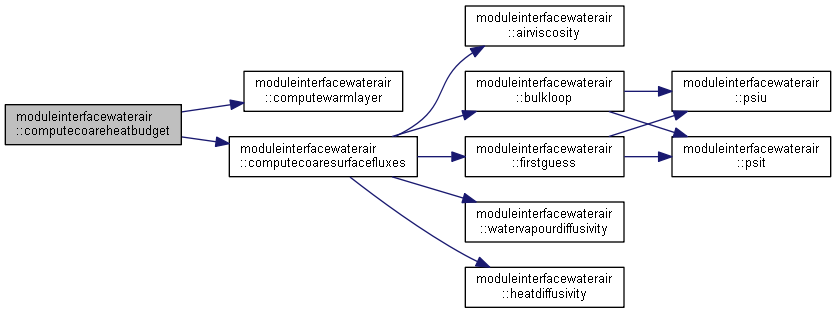 moduleinterfacewaterair
::computecoareheatbudget
moduleinterfacewaterair
::computewarmlayer
moduleinterfacewaterair
::computecoaresurfacefluxes
moduleinterfacewaterair
::airviscosity
moduleinterfacewaterair
::bulkloop
moduleinterfacewaterair
::firstguess
moduleinterfacewaterair
::watervapourdiffusivity
moduleinterfacewaterair
::heatdiffusivity
moduleinterfacewaterair
::psiu
moduleinterfacewaterair
::psit